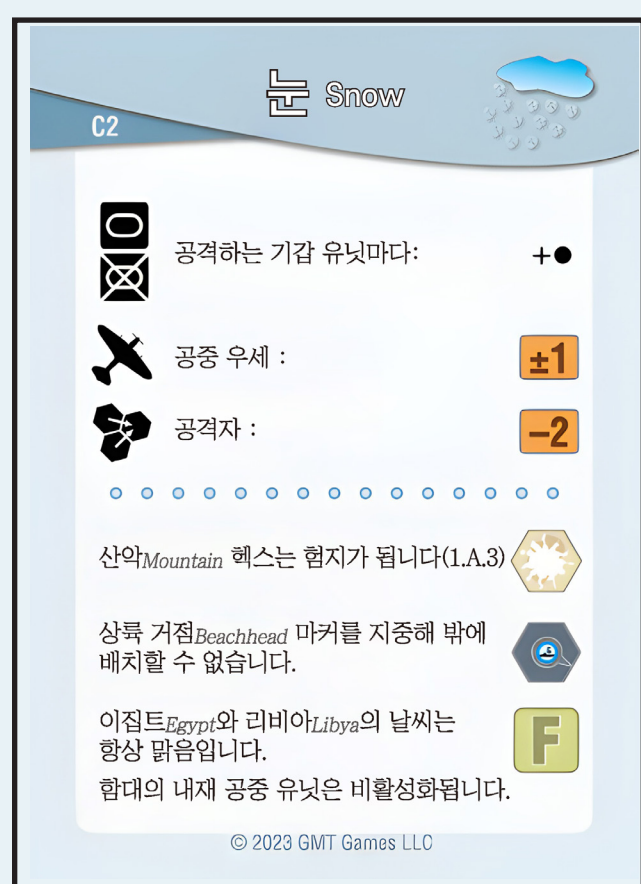 눈 Snow
C2
공격하는 기갑 유닛마다: +●
공중 우세 : ±1
공격자 : −2
산악Mountain 헥스는 험지가 됩니다(1.A.3)
상륙 거점Beachhead 마커를 지중해 밖에
배치할 수 없습니다.
이집트Egypt와 리비아Libya의 날씨는 F
항상 맑음입니다.
함대의 내재 공중 유닛은 비활성화됩니다.
© 2023 GMT Games LLC